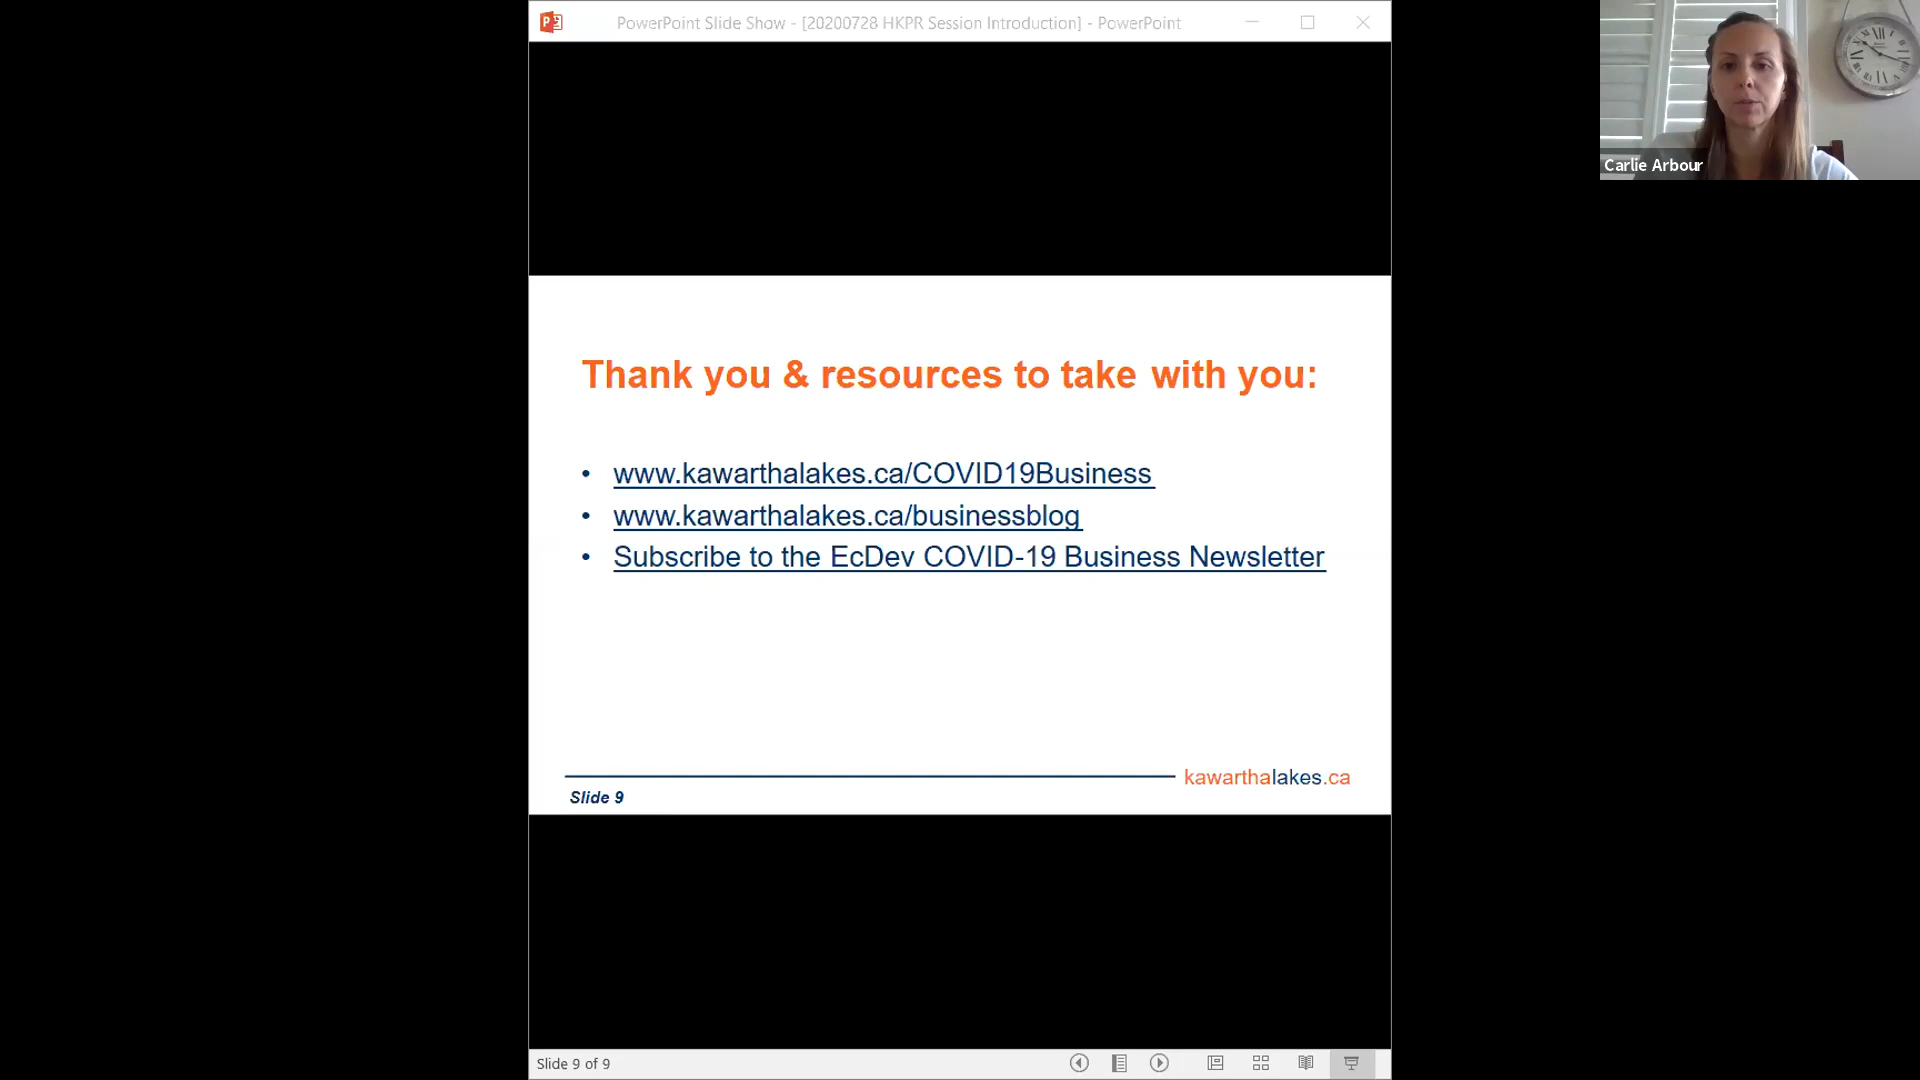 PowerPoint Slide Show - [20200728 HKPR Session Introduction] - PowerPoint
Carlie Arbour
Thank you & resources to take with you:
• www.kawarthalakes.ca/COVID19Business
• www.kawarthalakes.ca/businessblog
• Subscribe to the EcDev COVID-19 Business Newsletter
kawarthalakes.ca
Slide 9
Slide 9 of 9